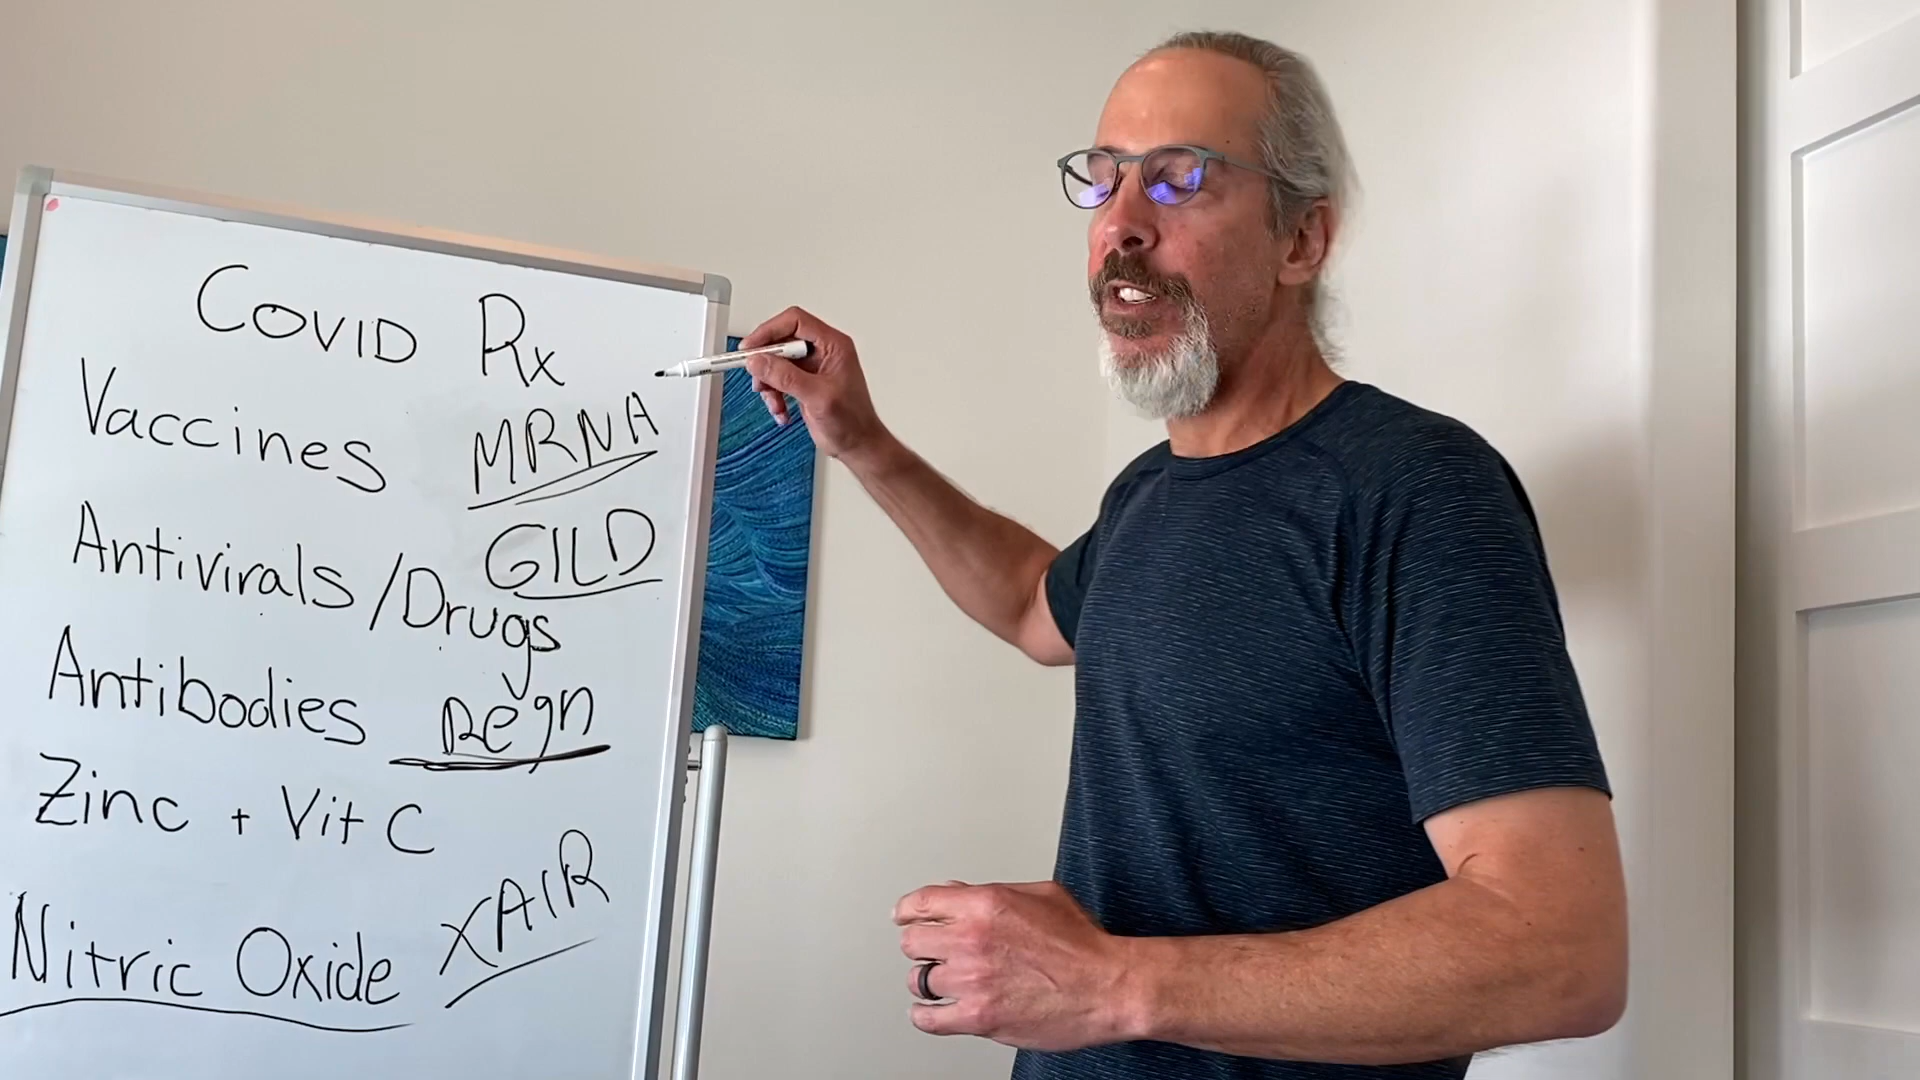 Covid Rx
Vaccines MRNA
Antivirals/Drugs GILD
Antibodies Regn
Zinc + Vit C
Nitric Oxide XAIR